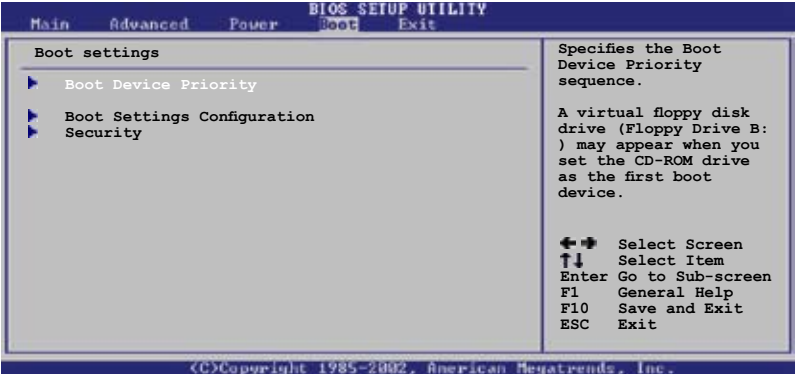 BIOS SETUP UTILITY
Main Advanced Power Boot Exit
Boot settings
Boot Device Priority
Boot Settings Configuration
Security
Specifies the Boot
Device Priority
sequence.
A virtual floppy disk
drive (Floppy Drive B:
) may appear when you
set the CD-ROM drive
as the first boot
device.
Select Screen
Select Item
Enter Go to Sub-screen
F1 General Help
F10 Save and Exit
ESC Exit
(C)Copyright 1985-2002, American Megatrends, Inc.